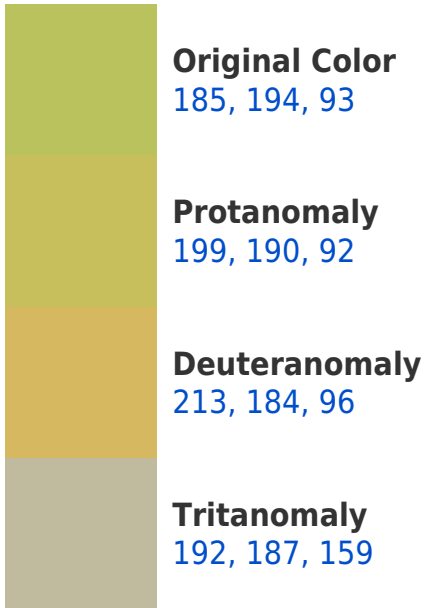 Original Color
185, 194, 93
Protanomaly
199, 190, 92
Deuteranomaly
213, 184, 96
Tritanomaly
192, 187, 159